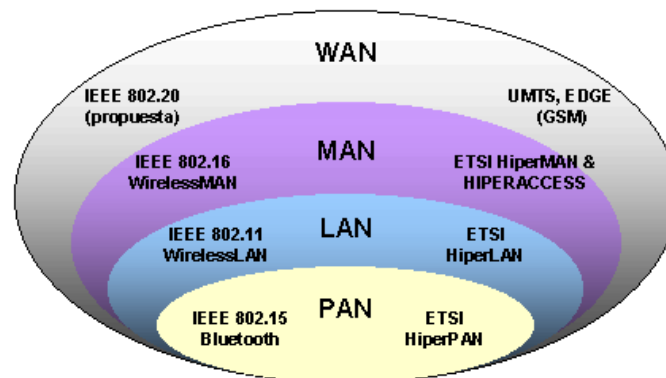 WAN
IEEE 802.20
(propuesta)
UMTS, EDGE
(GSM)
MAN
IEEE 802.16
WirelessMAN
ETSI HiperMAN &
HIPERACCESS
LAN
IEEE 802.11
WirelessLAN
ETSI
HiperLAN
PAN
IEEE 802.15
Bluetooth
ETSI
HiperPAN